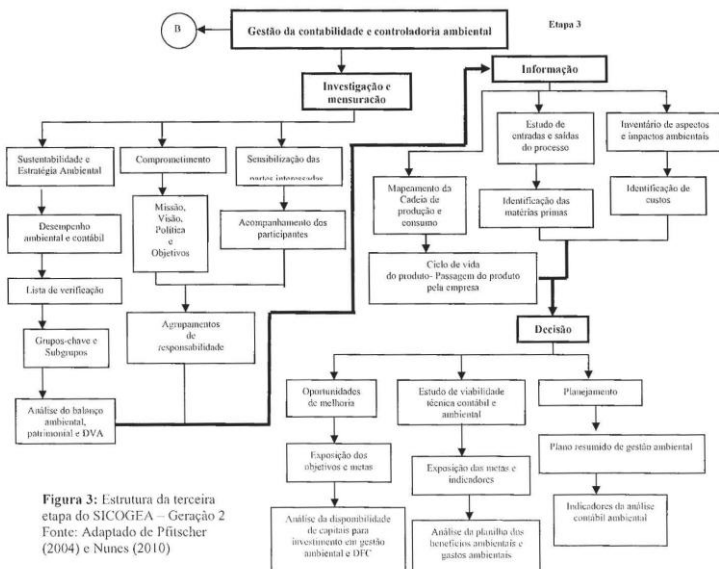 B
Gestão da contabilidade e controladoria ambiental
Etapa 3
Investigação e
mensuração
Informação
Sustentabilidade e
Estratégia Ambiental
Comprometimento
Sensibilização das
partes interessadas
Estudo de
entradas e saídas
do processo
Inventário de aspectos
e impactos ambientais
Desempenho
ambiental e contábil
Missão,
Visão,
Política
e
Objetivos
Acompanhamento dos
participantes
Mapeamento da
Cadeia de
produção e
consumo
Identificação das
matérias primas
Identificação de
custos
Lista de verificação
Ciclo de vida
do produto- Passagem do produto
pela empresa
Grupos-chave e
Subgrupos
Agrupamentos
de
responsabilidade
Decisão
Análise do balanço
ambiental,
patrimonial e DVA
Oportunidades
de melhoria
Estudo de viabilidade
técnica contábil e
ambiental
Planejamento
Exposição dos
objetivos e metas
Exposição das metas e
indicadores
Plano resumido de gestão ambiental
Análise da disponibilidade
de capitais para
investimento em gestão
ambiental e DFC
Análise da planilha dos
benefícios ambientais e
gastos ambientais
Indicadores da análise
contábil ambiental
Figura 3: Estrutura da terceira
etapa do SICOGEA – Geração 2
Fonte: Adaptado de Pfitscher
(2004) e Nunes (2010)